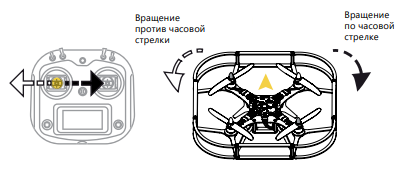 Вращение
против часовой
стрелки
Вращение
по часовой
стрелке